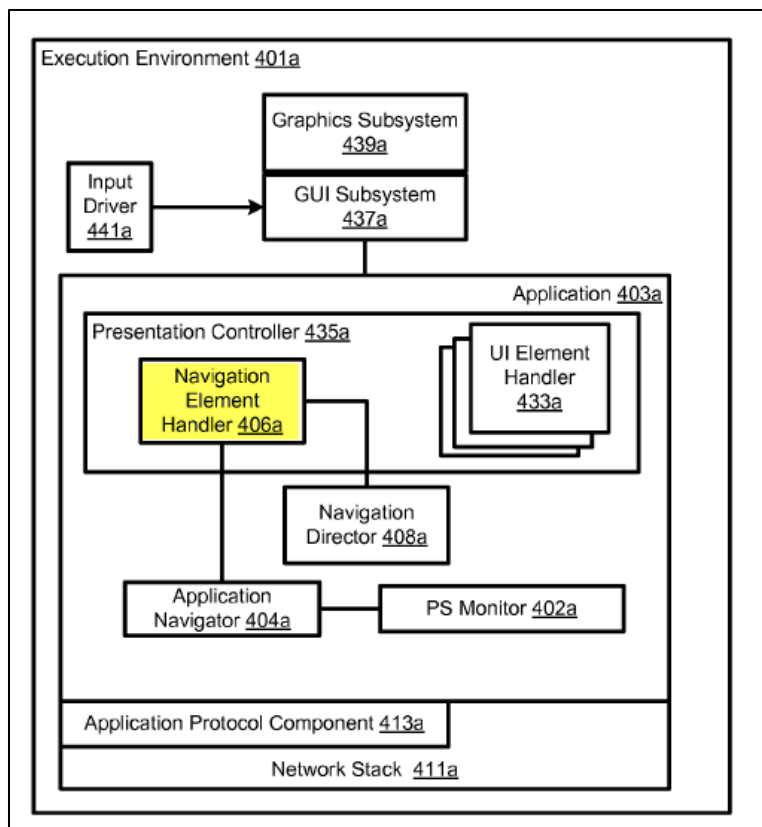 Execution Environment 401a
Graphics Subsystem
439a
Input
Driver
441a
GUI Subsystem
437a
Application 403a
Presentation Controller 435a
Navigation
Element
Handler 406a
UI Element
Handler
433a
Navigation
Director 408a
Application
Navigator 404a
PS Monitor 402a
Application Protocol Component 413a
Network Stack 411a